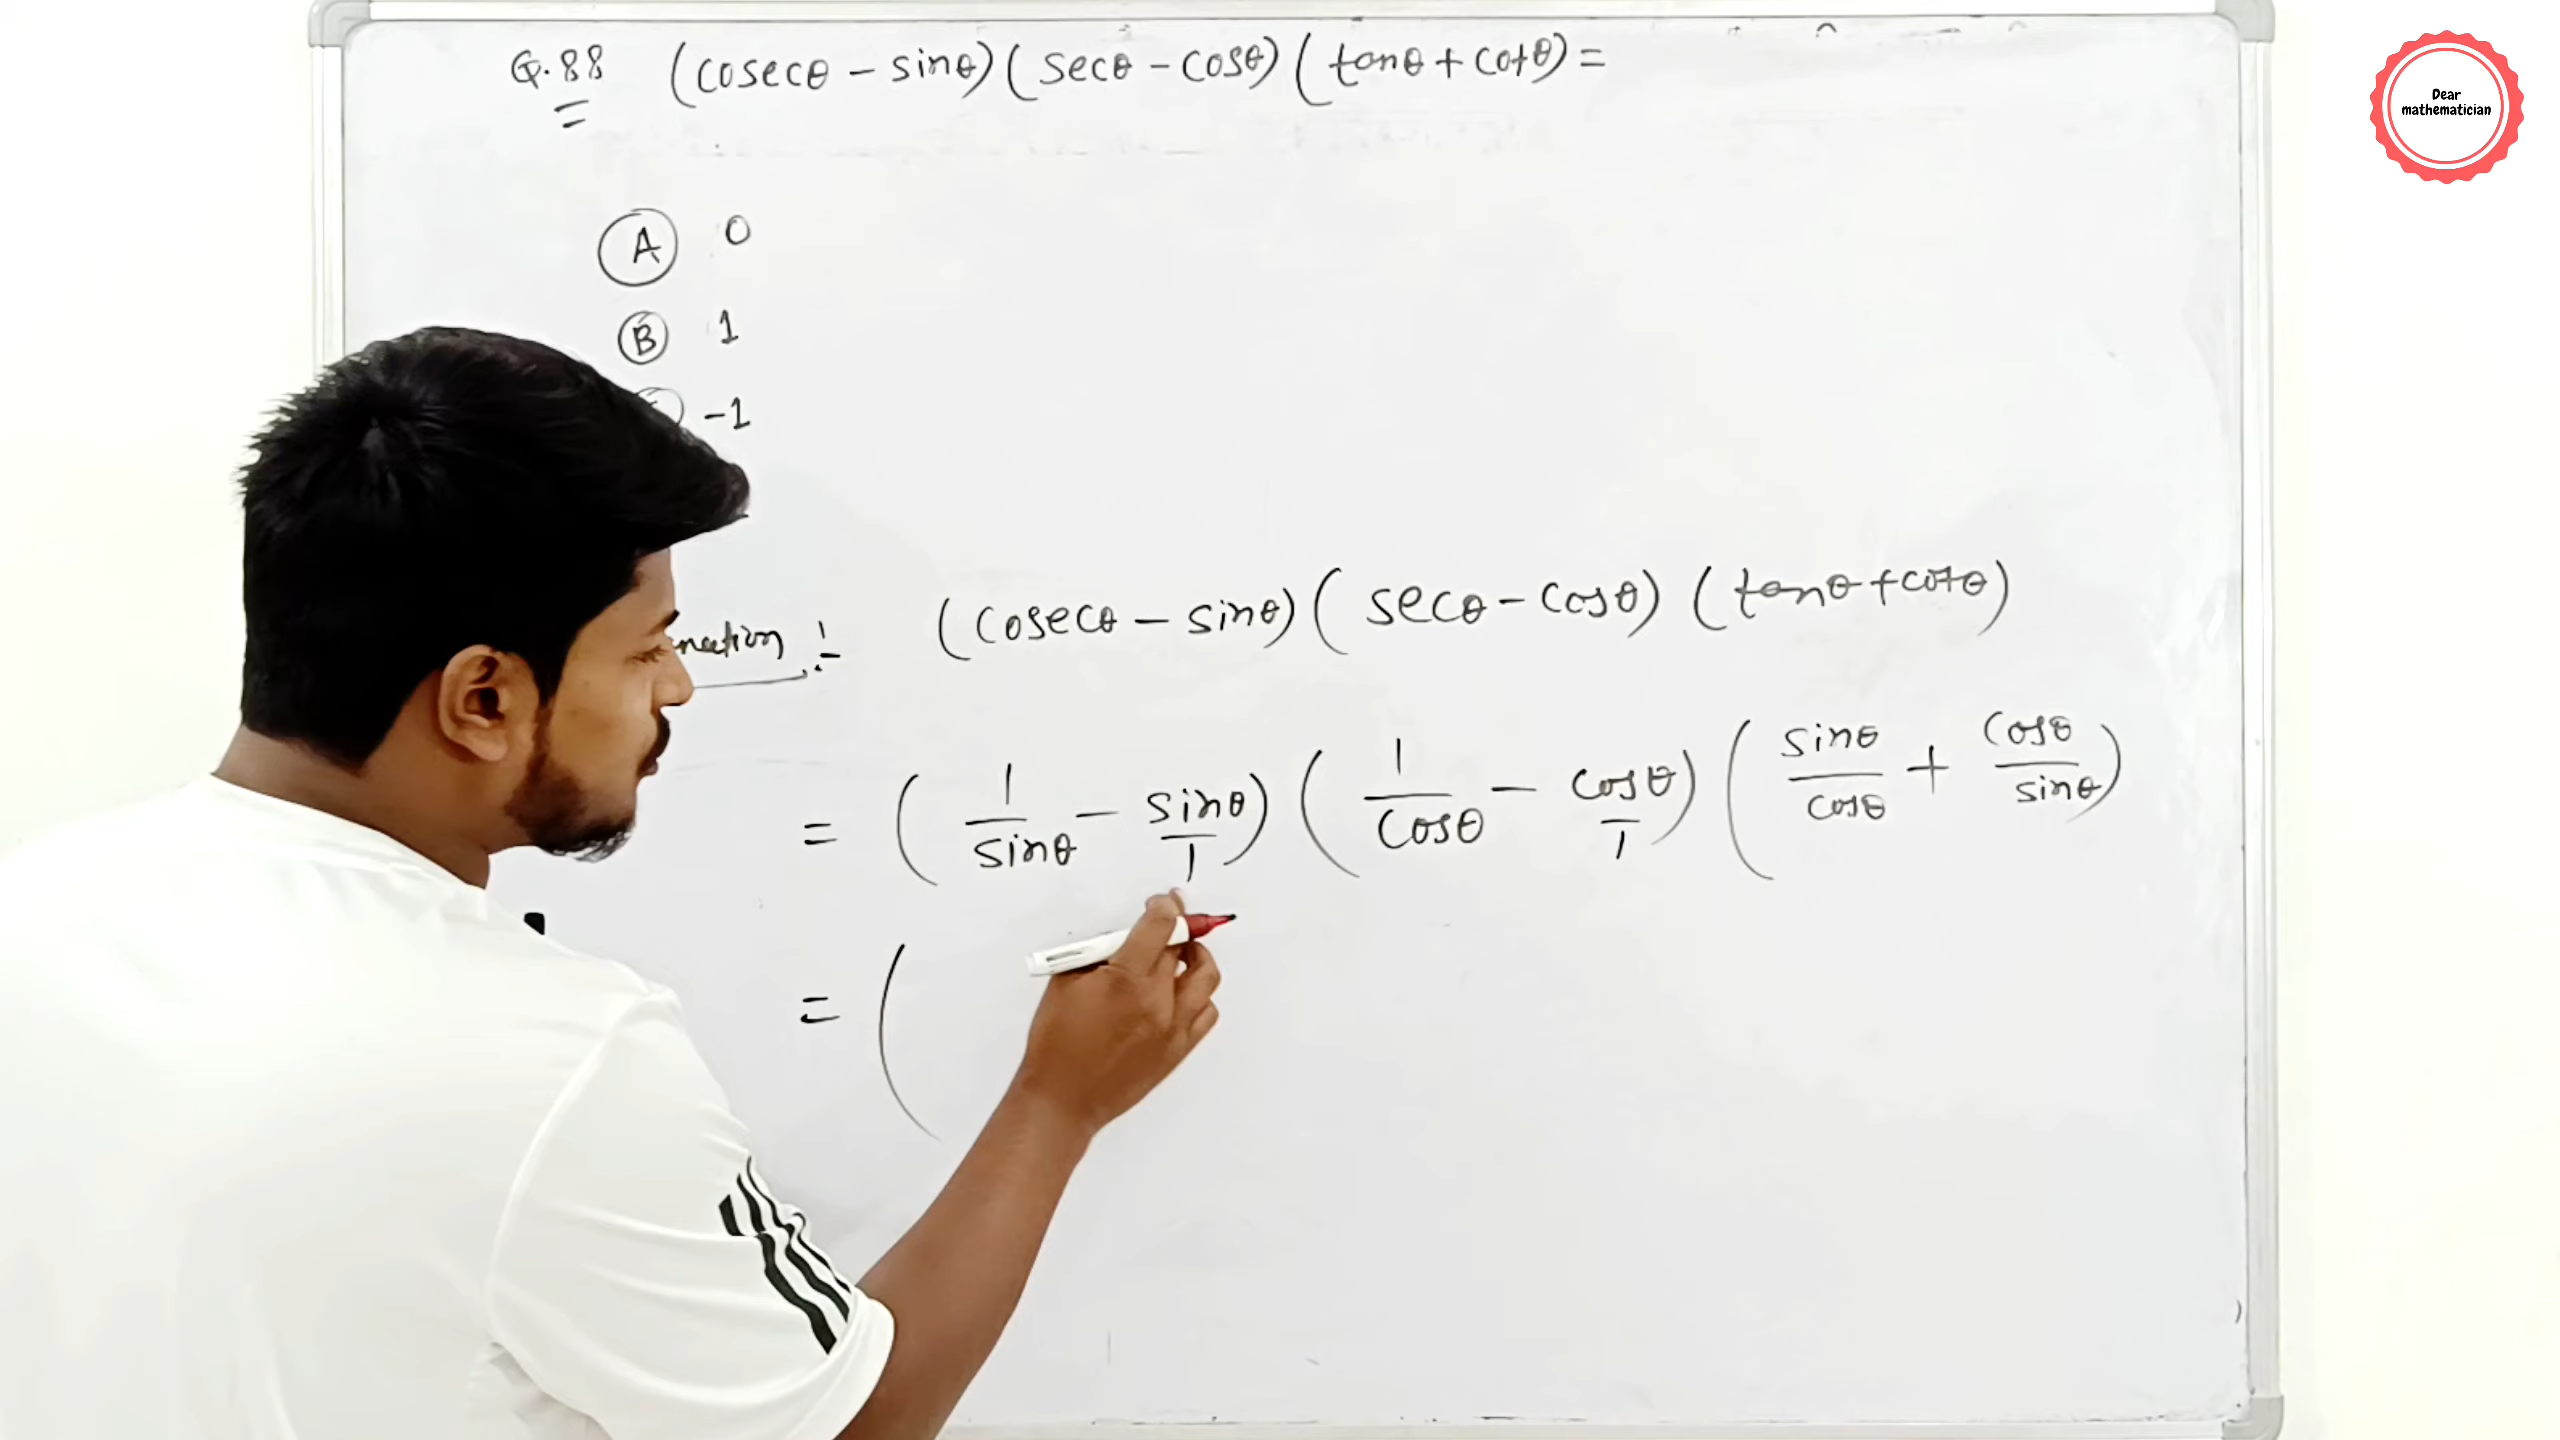 Q.88 (cosecθ - sinθ)(secθ - cosθ)(tanθ + cotθ) =
Dear
mathematician
A 0
B 1
-1
(cosecθ - sinθ)(secθ - cosθ)(tanθ + cotθ)
= (1/sinθ - sinθ/1)(1/cosθ - cosθ/1)(sinθ/cosθ + cosθ/sinθ)
= (